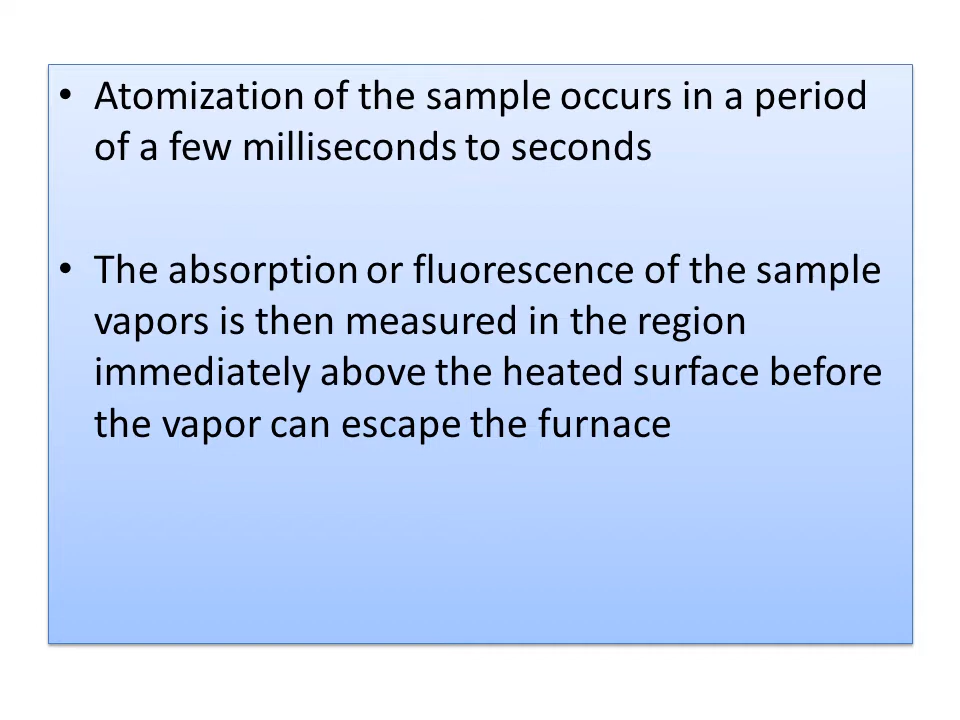 • Atomization of the sample occurs in a period
of a few milliseconds to seconds
• The absorption or fluorescence of the sample
vapors is then measured in the region
immediately above the heated surface before
the vapor can escape the furnace